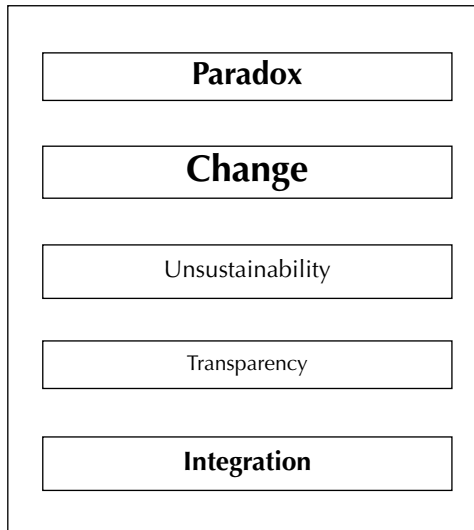 Paradox
Change
Unsustainability
Transparency
Integration